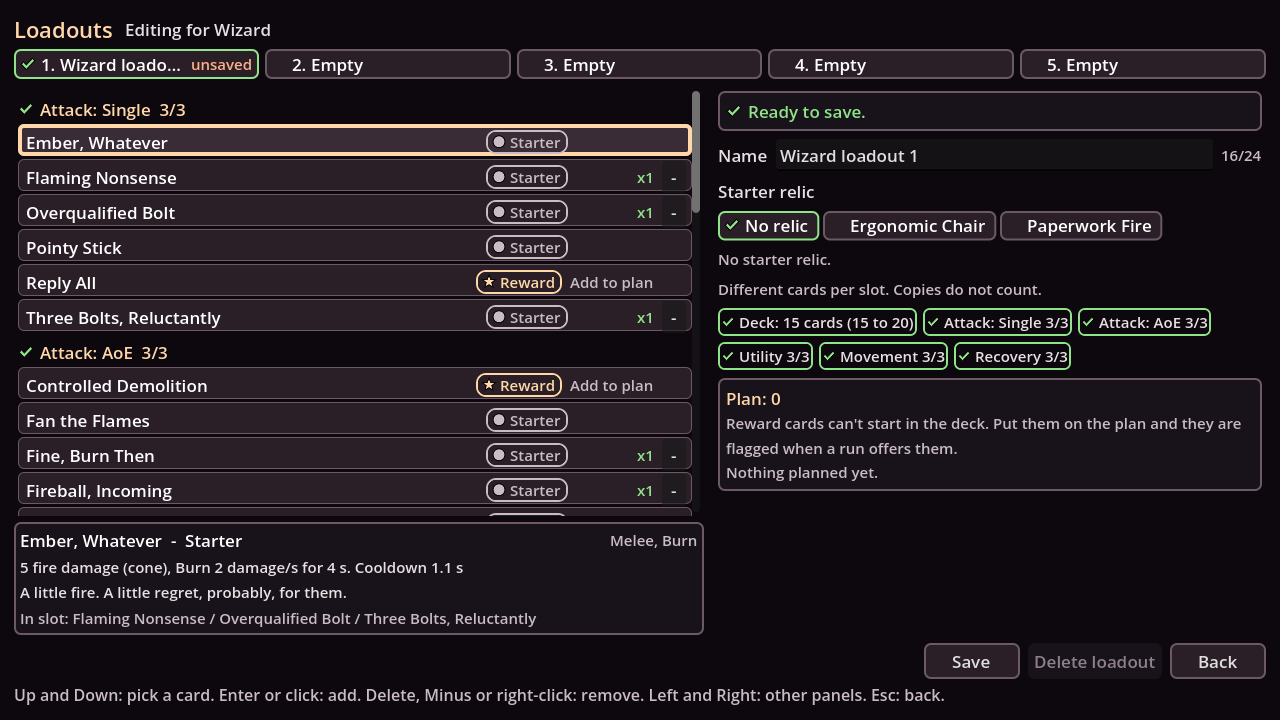 Loadouts Editing for Wizard
1. Wizard loado... unsaved 2. Empty 3. Empty 4. Empty 5. Empty
Attack: Single 3/3
Ember, Whatever Starter
Flaming Nonsense Starter x1 -
Overqualified Bolt Starter x1 -
Pointy Stick Starter
Reply All Reward Add to plan
Three Bolts, Reluctantly Starter x1 -
Attack: AoE 3/3
Controlled Demolition Reward Add to plan
Fan the Flames Starter
Fine, Burn Then Starter x1 -
Fireball, Incoming Starter x1 -
Ember, Whatever - Starter Melee, Burn
5 fire damage (cone), Burn 2 damage/s for 4 s. Cooldown 1.1 s
A little fire. A little regret, probably, for them.
In slot: Flaming Nonsense / Overqualified Bolt / Three Bolts, Reluctantly
Ready to save.
Name Wizard loadout 1 16/24
Starter relic
No relic Ergonomic Chair Paperwork Fire
No starter relic.
Different cards per slot. Copies do not count.
Deck: 15 cards (15 to 20) Attack: Single 3/3 Attack: AoE 3/3
Utility 3/3 Movement 3/3 Recovery 3/3
Plan: 0
Reward cards can't start in the deck. Put them on the plan and they are
flagged when a run offers them.
Nothing planned yet.
Save Delete loadout Back
Up and Down: pick a card. Enter or click: add. Delete, Minus or right-click: remove. Left and Right: other panels. Esc: back.